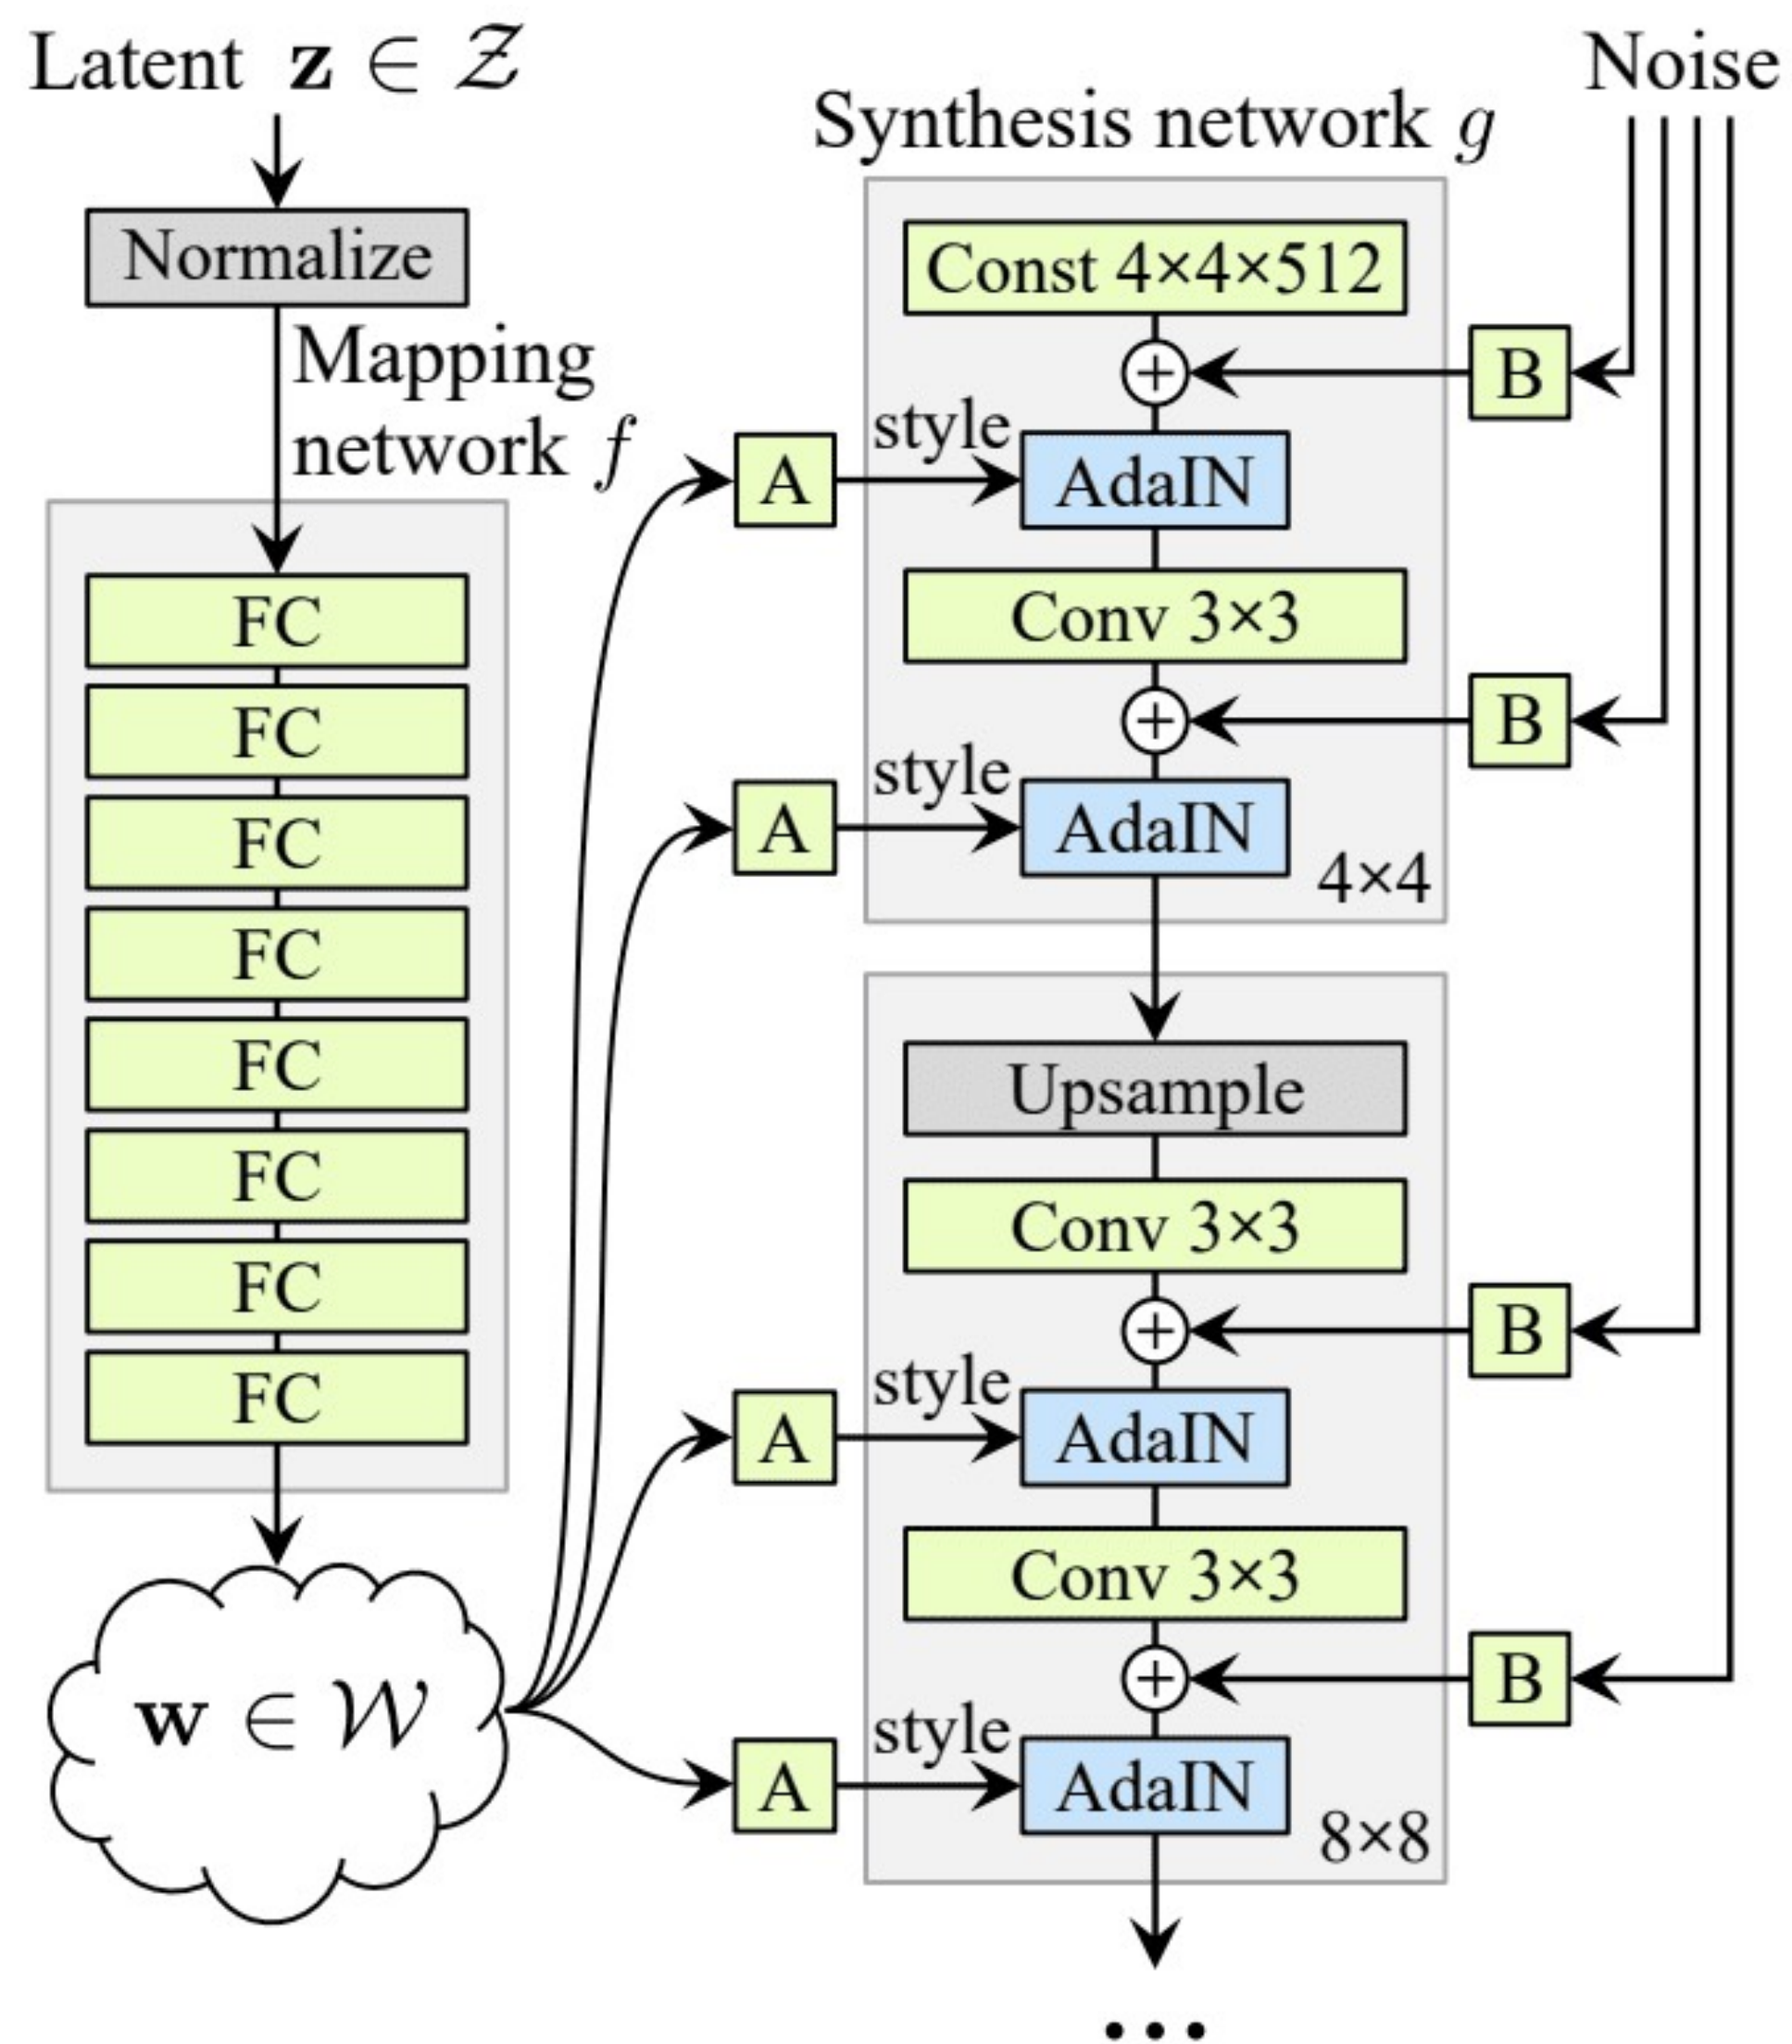 Latent z ∈ 𝒵
Normalize
Mapping
network f
FC
FC
FC
FC
FC
FC
FC
FC
w ∈ 𝒲
Synthesis network g
Noise
Const 4×4×512
+
B
A
style
AdaIN
Conv 3×3
+
B
A
style
AdaIN
4×4
Upsample
Conv 3×3
+
B
A
style
AdaIN
Conv 3×3
+
B
A
style
AdaIN
8×8
...